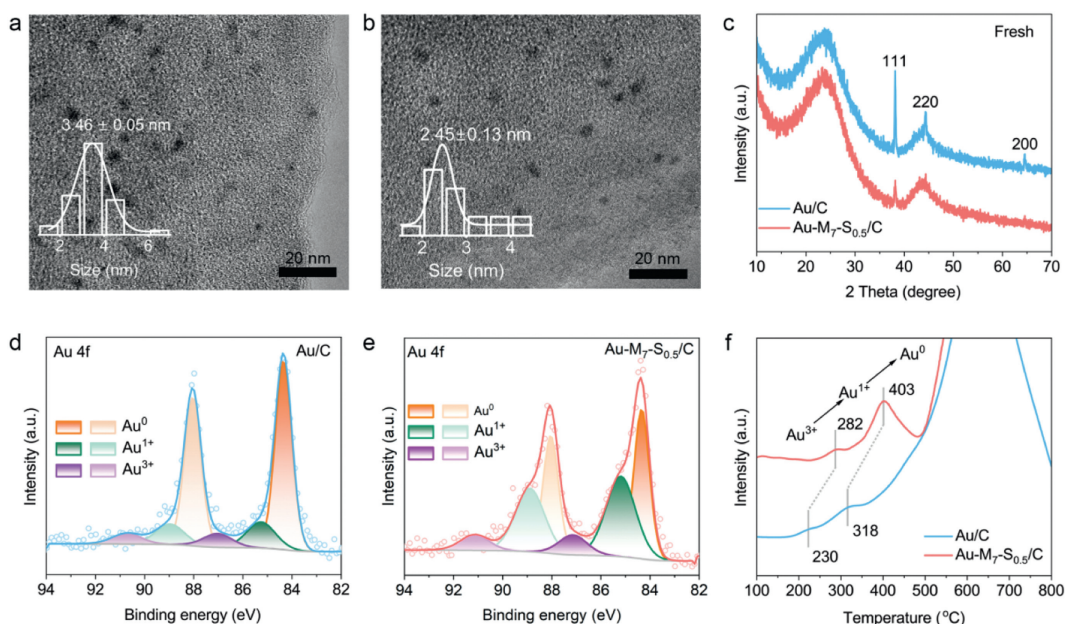 a
3.46 ± 0.05 nm
2 4 6
Size (nm)
20 nm
b
2.45±0.13 nm
2 3 4
Size (nm)
20 nm
c
Fresh
111
220
200
Au/C
Au-M₇-S₀.₅/C
Intensity (a.u.)
10 20 30 40 50 60 70
2 Theta (degree)
d
Au 4f
Au/C
Au⁰
Au¹⁺
Au³⁺
Intensity (a.u.)
94 92 90 88 86 84 82
Binding energy (eV)
e
Au 4f
Au-M₇-S₀.₅/C
Au⁰
Au¹⁺
Au³⁺
Intensity (a.u.)
94 92 90 88 86 84 82
Binding energy (eV)
f
Au⁰
Au¹⁺
Au³⁺
403
282
318
230
Au/C
Au-M₇-S₀.₅/C
Intensity (a.u.)
100 200 300 400 500 600 700 800
Temperature (°C)